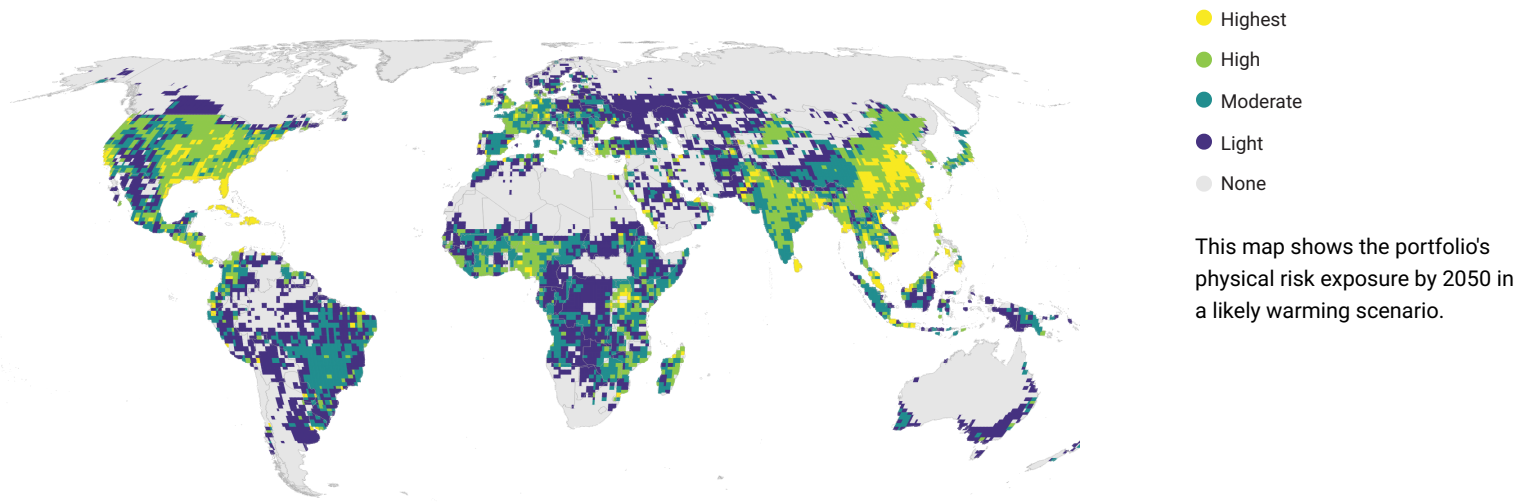 Highest
High
Moderate
Light
None
This map shows the portfolio's
physical risk exposure by 2050 in
a likely warming scenario.